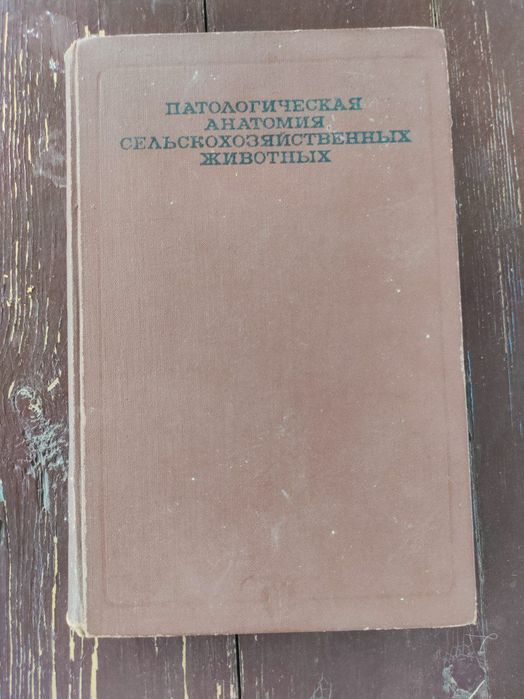 ПАТОЛОГИЧЕСКАЯ
АНАТОМИЯ
СЕЛЬСКОХОЗЯЙСТВЕННЫХ
ЖИВОТНЫХ